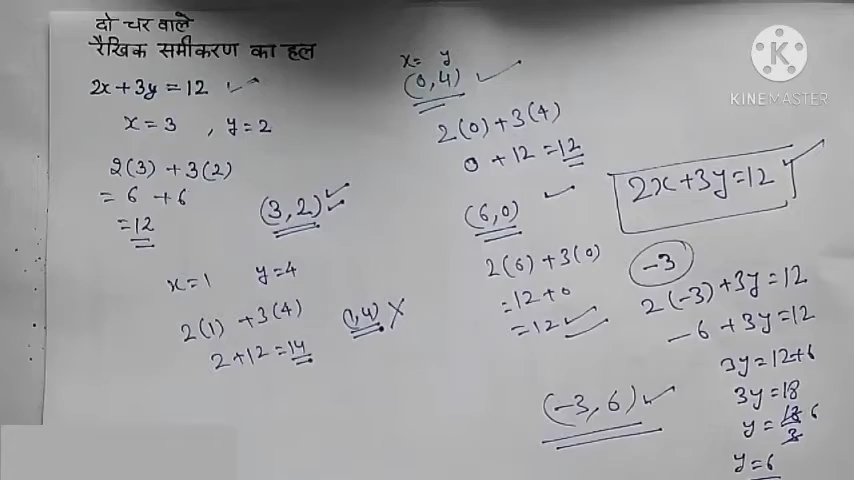 दो चर वाले
रैखिक समीकरण का हल
2x+3y=12 ✓
x=3 , y=2
2(3) + 3(2)
= 6 +6
=12
(3,2) ✓✓
x=1 y=4
2(1) +3(4)
2+12=14
(1,4) X
x= y
(0,4) ✓
2(0)+3(4)
0 +12=12
(6,0) ✓
2(6)+3(0)
=12+0
=12 ✓
(-3,6) ✓
KINEMASTER
2x+3y=12 ✓
-3
2(-3)+3y=12
-6 +3y=12
3y=12+6
3y=18
y=18/3 6
y=6